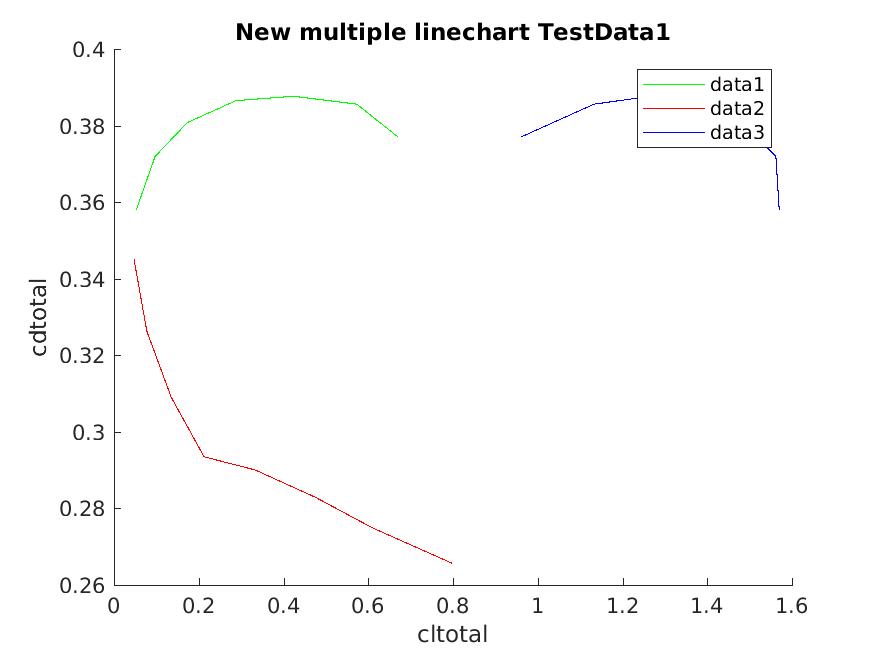 New multiple linechart TestData1
0.4
0.38
0.36
0.34
0.32
0.3
0.28
0.26
cdtotal
data1
data2
data3
0 0.2 0.4 0.6 0.8 1 1.2 1.4 1.6
cltotal